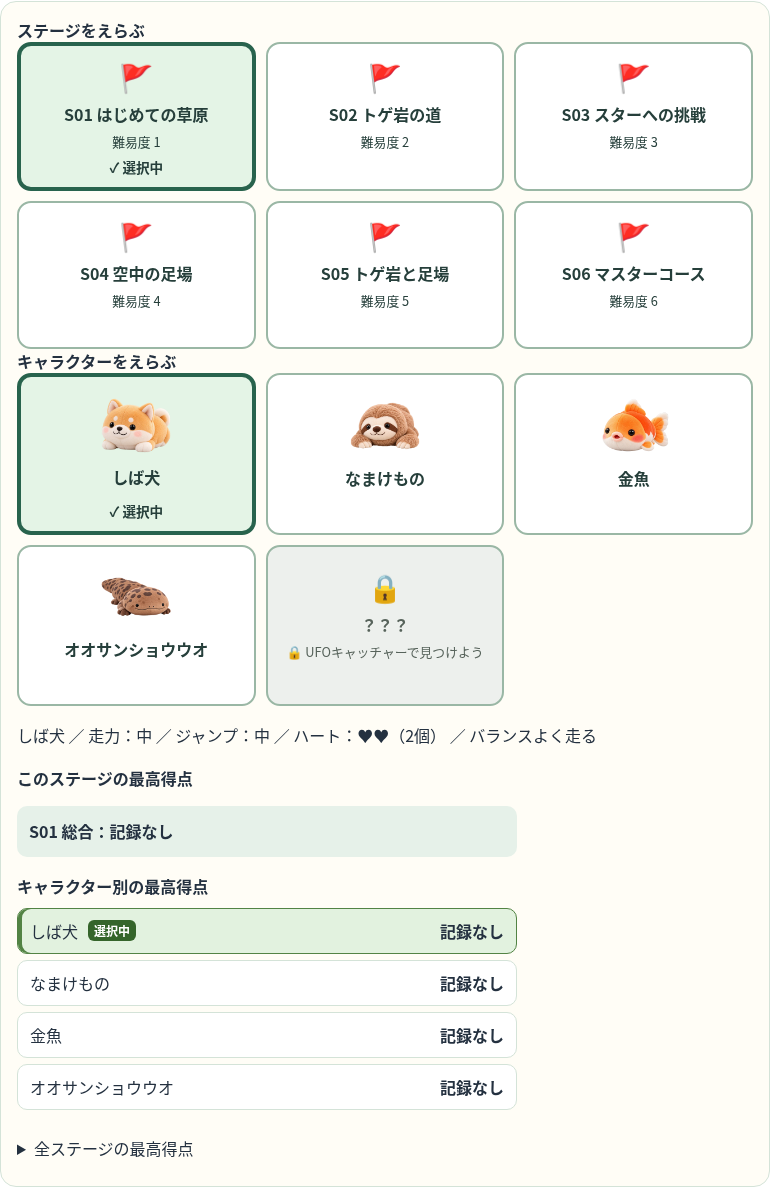 ステージをえらぶ
S01 はじめての草原
難易度 1
✓ 選択中
S02 トゲ岩の道
難易度 2
S03 スターへの挑戦
難易度 3
S04 空中の足場
難易度 4
S05 トゲ岩と足場
難易度 5
S06 マスターコース
難易度 6
キャラクターをえらぶ
しば犬
✓ 選択中
なまけもの
金魚
オオサンショウウオ
？？？
🔒 UFOキャッチャーで見つけよう
しば犬 ／ 走力：中 ／ ジャンプ：中 ／ ハート：♥♥（2個） ／ バランスよく走る
このステージの最高得点
S01 総合：記録なし
キャラクター別の最高得点
しば犬 選択中 記録なし
なまけもの 記録なし
金魚 記録なし
オオサンショウウオ 記録なし
▶ 全ステージの最高得点